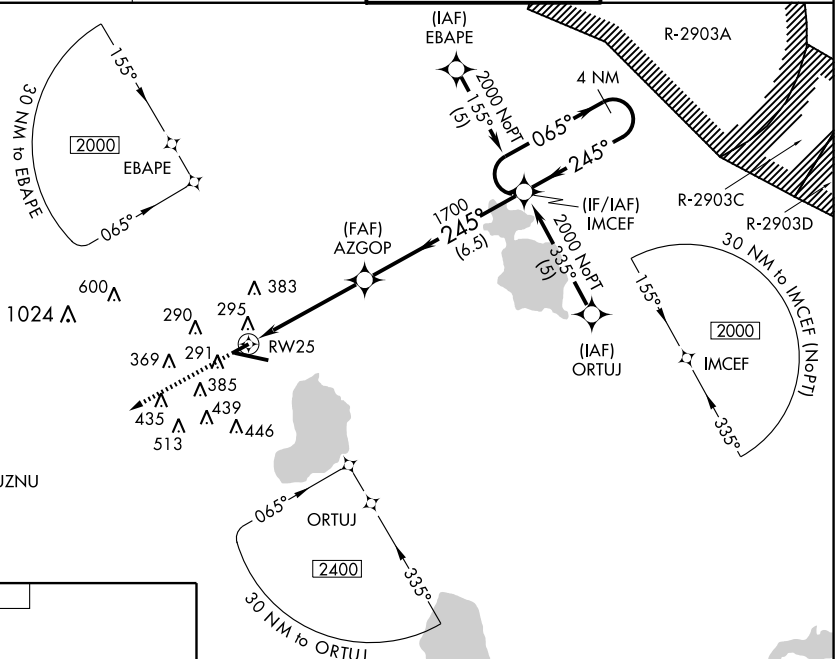 (IAF)
EBAPE
R-2903A
155°
30 NM to EBAPE
2000
EBAPE
065°
2000 NoPT
155°
(5)
4 NM
065°
245°
R-2903C
R-2903D
(IF/IAF)
IMCEF
1700
245°
(6.5)
(FAF)
AZGOP
2000 NoPT
335°
(5)
(IAF)
ORTUJ
30 NM to IMCEF (NoPT)
155°
2000
IMCEF
335°
600
383
1024
290
295
RW25
369
291
385
435
439
513
446
UZNU
065°
ORTUJ
2400
335°
30 NM to ORTUJ